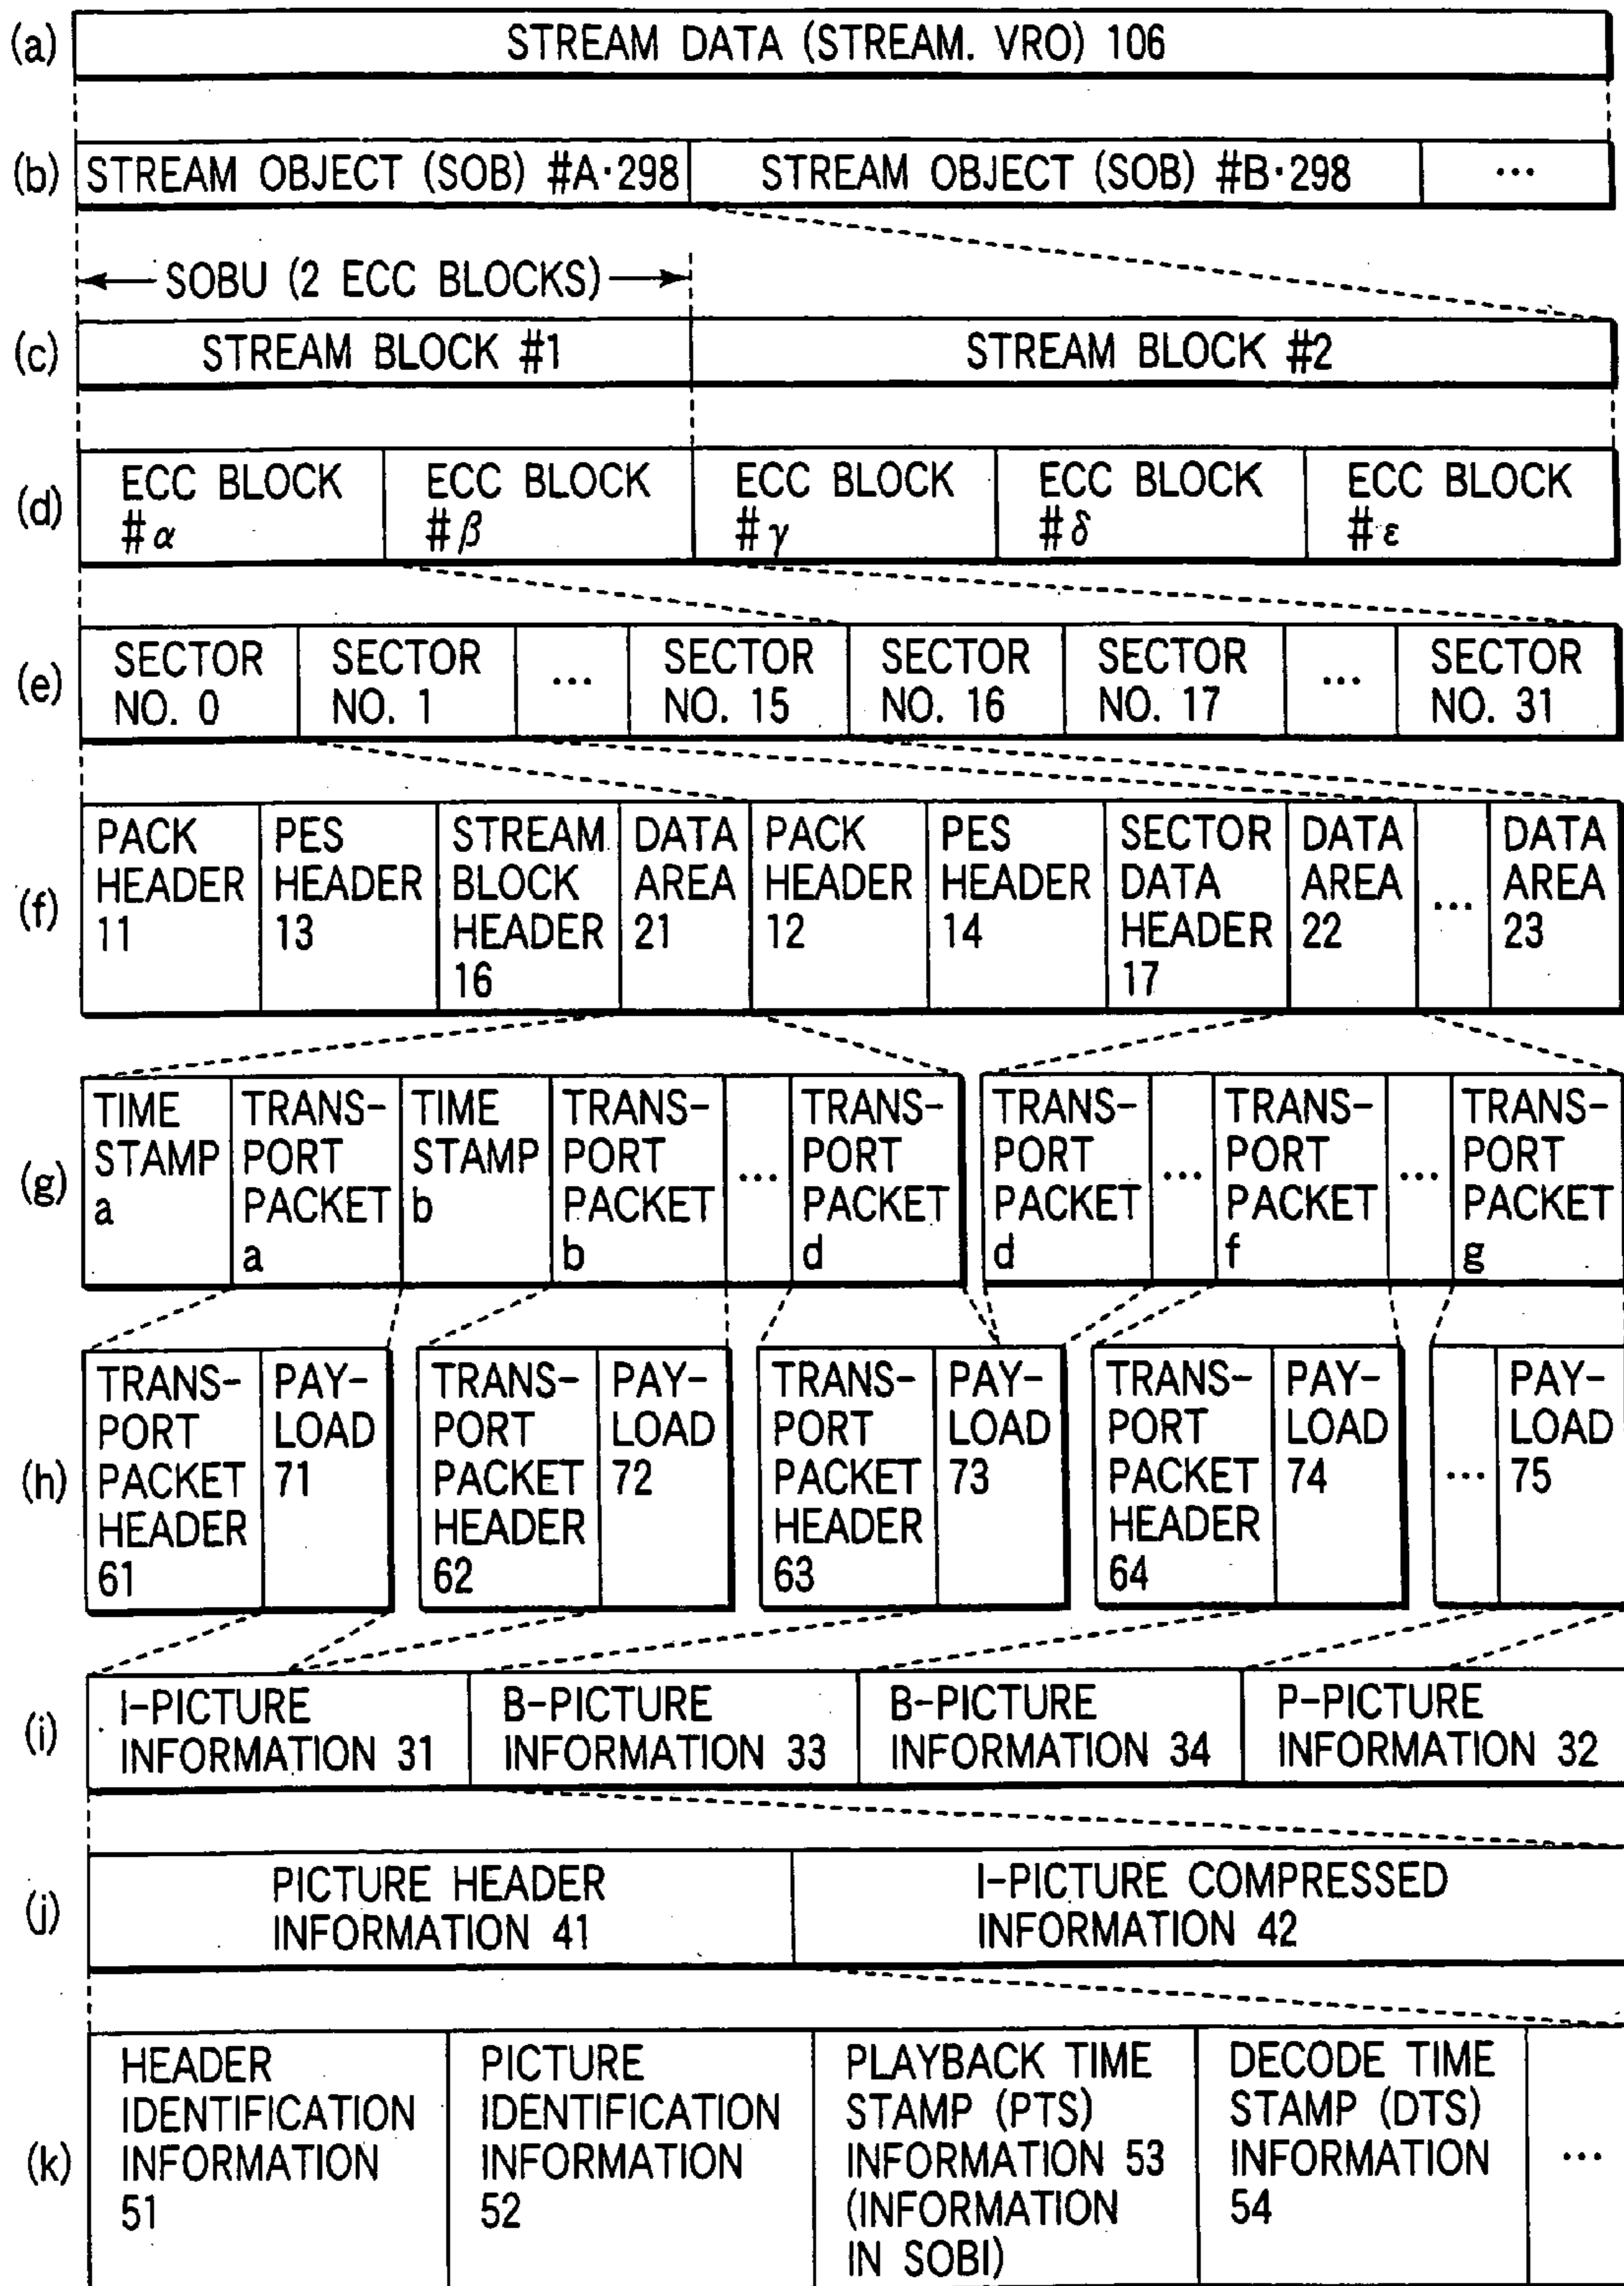 (a) STREAM DATA (STREAM. VRO) 106
(b) STREAM OBJECT (SOB) #A·298 STREAM OBJECT (SOB) #B·298 ...
SOBU (2 ECC BLOCKS)
(c) STREAM BLOCK #1 STREAM BLOCK #2
(d)
ECC BLOCK
#α
ECC BLOCK
#β
ECC BLOCK
#γ
ECC BLOCK
#δ
ECC BLOCK
#ε
(e)
SECTOR
NO. 0
SECTOR
NO. 1
...
SECTOR
NO. 15
SECTOR
NO. 16
SECTOR
NO. 17
...
SECTOR
NO. 31
(f)
PACK
HEADER
11
PES
HEADER
13
STREAM
BLOCK
HEADER
16
DATA
AREA
21
PACK
HEADER
12
PES
HEADER
14
SECTOR
DATA
HEADER
17
DATA
AREA
22
...
DATA
AREA
23
(g)
TIME
STAMP
a
TRANS-
PORT
PACKET
a
TIME
STAMP
b
TRANS-
PORT
PACKET
b
...
TRANS-
PORT
PACKET
d
TRANS-
PORT
PACKET
d
...
TRANS-
PORT
PACKET
f
...
TRANS-
PORT
PACKET
g
(h)
TRANS-
PORT
PACKET
HEADER
61
PAY-
LOAD
71
TRANS-
PORT
PACKET
HEADER
62
PAY-
LOAD
72
TRANS-
PORT
PACKET
HEADER
63
PAY-
LOAD
73
TRANS-
PORT
PACKET
HEADER
64
PAY-
LOAD
74
...
PAY-
LOAD
75
(i)
I-PICTURE
INFORMATION 31
B-PICTURE
INFORMATION 33
B-PICTURE
INFORMATION 34
P-PICTURE
INFORMATION 32
(j)
PICTURE HEADER
INFORMATION 41
I-PICTURE COMPRESSED
INFORMATION 42
(k)
HEADER
IDENTIFICATION
INFORMATION
51
PICTURE
IDENTIFICATION
INFORMATION
52
PLAYBACK TIME
STAMP (PTS)
INFORMATION 53
(INFORMATION
IN SOBI)
DECODE TIME
STAMP (DTS)
INFORMATION
54
...